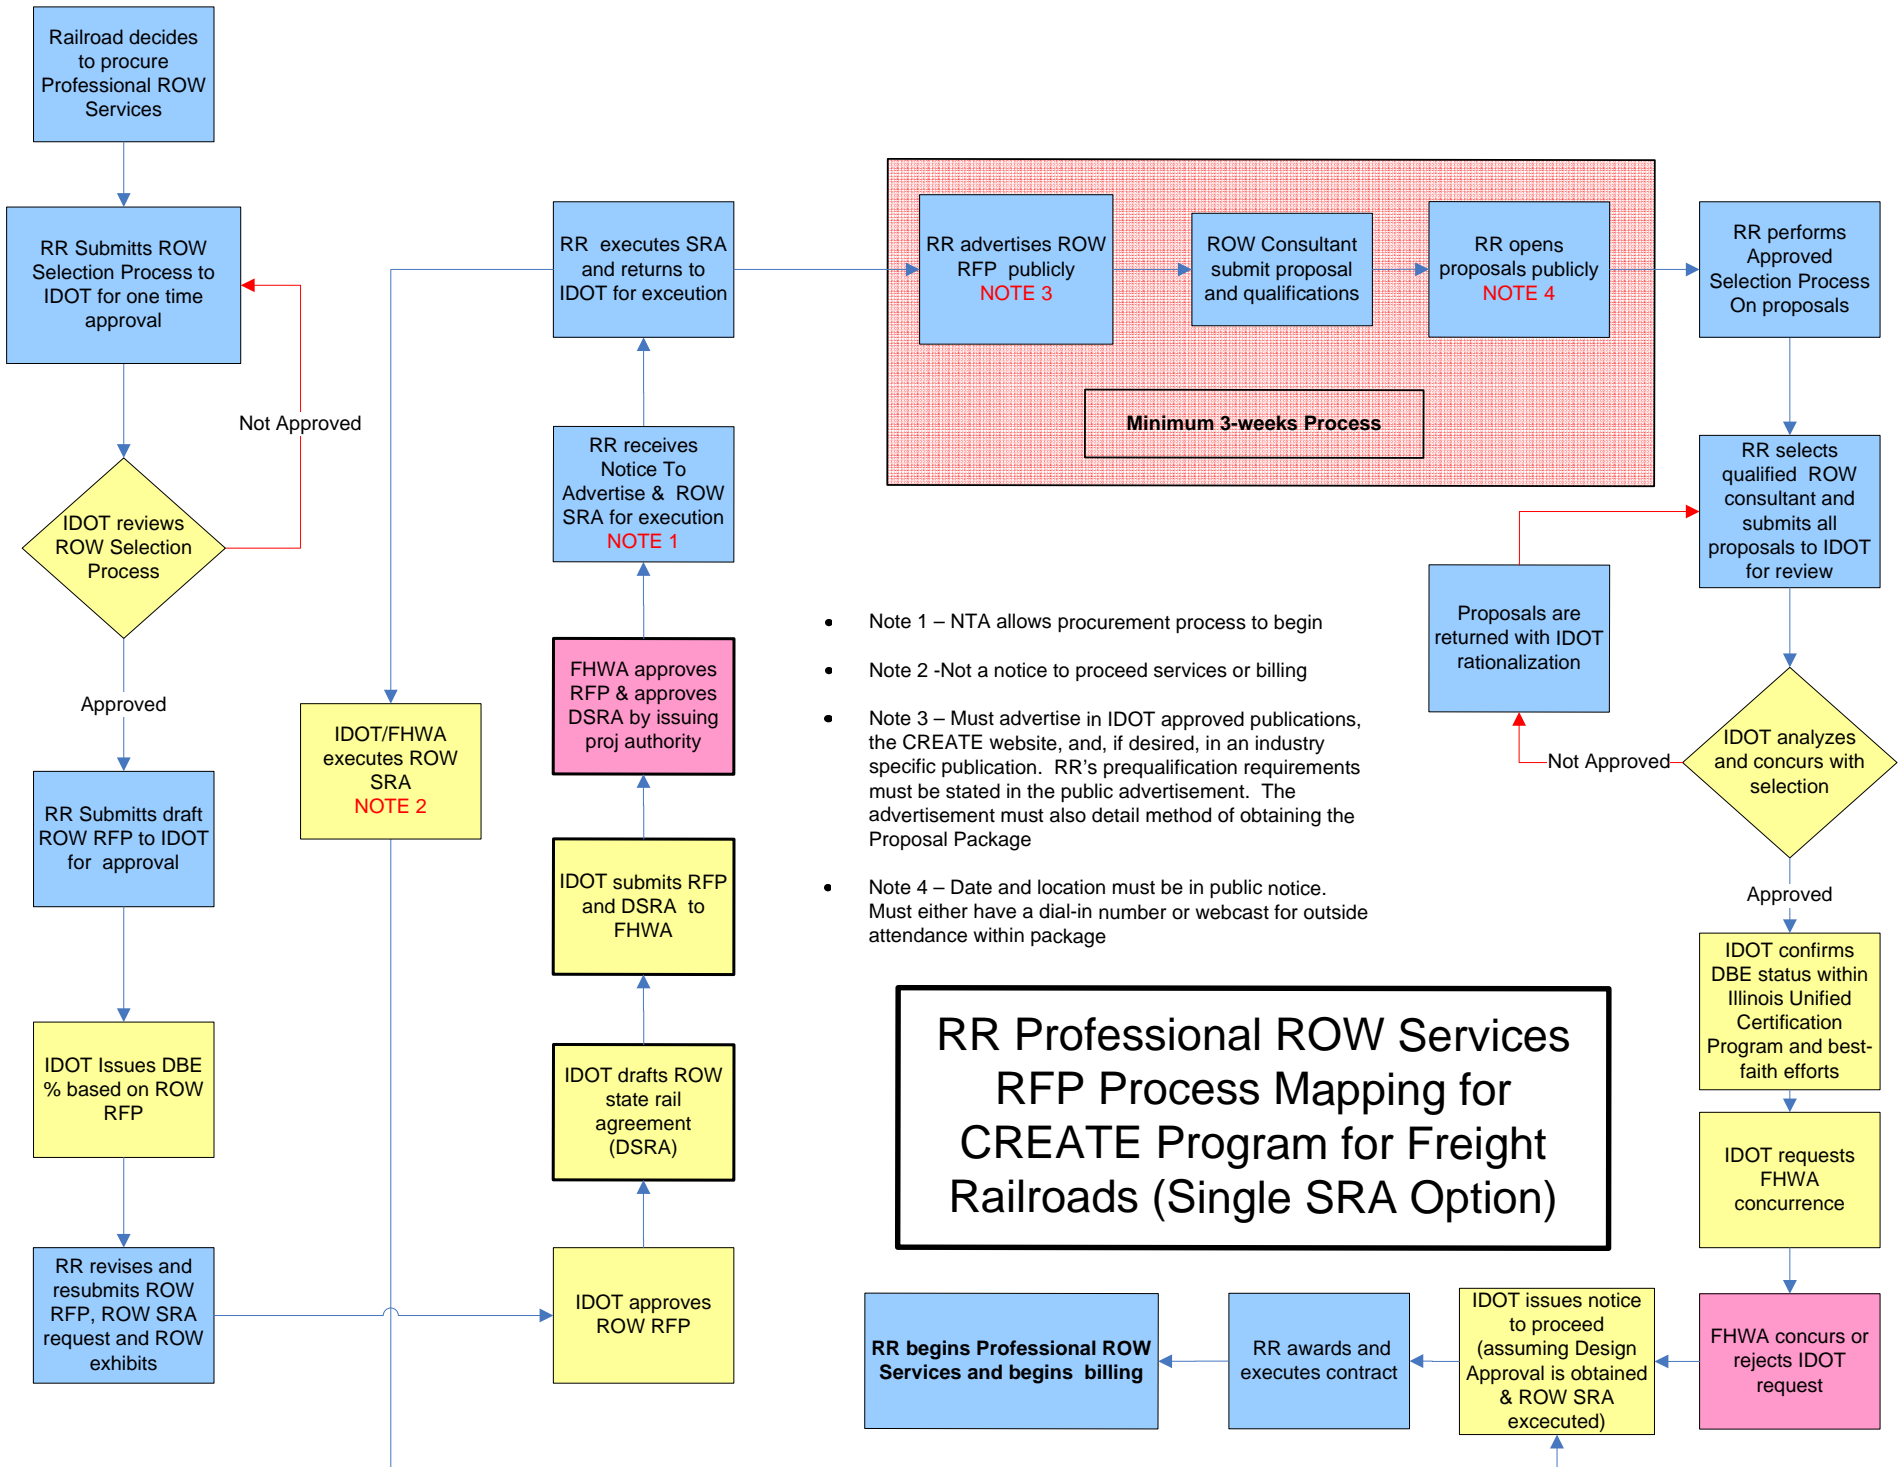 Railroad decides
to procure
Professional ROW
Services
RR Submitts ROW
Selection Process to
IDOT for one time
approval
Not Approved
IDOT reviews
ROW Selection
Process
Approved
RR Submitts draft
ROW RFP to IDOT
for approval
IDOT Issues DBE
% based on ROW
RFP
RR revises and
resubmits ROW
RFP, ROW SRA
request and ROW
exhibits
IDOT approves
ROW RFP
IDOT drafts ROW
state rail
agreement
(DSRA)
IDOT submits RFP
and DSRA to
FHWA
FHWA approves
RFP & approves
DSRA by issuing
proj authority
RR receives
Notice To
Advertise & ROW
SRA for execution
NOTE 1
RR executes SRA
and returns to
IDOT for exceution
IDOT/FHWA
executes ROW
SRA
NOTE 2
RR advertises ROW
RFP publicly
NOTE 3
ROW Consultant
submit proposal
and qualifications
RR opens
proposals publicly
NOTE 4
Minimum 3-weeks Process
RR performs
Approved
Selection Process
On proposals
RR selects
qualified ROW
consultant and
submits all
proposals to IDOT
for review
Proposals are
returned with IDOT
rationalization
Not Approved
IDOT analyzes
and concurs with
selection
Approved
IDOT confirms
DBE status within
Illinois Unified
Certification
Program and best-
faith efforts
IDOT requests
FHWA
concurrence
FHWA concurs or
rejects IDOT
request
IDOT issues notice
to proceed
(assuming Design
Approval is obtained
& ROW SRA
excecuted)
RR awards and
executes contract
RR begins Professional ROW
Services and begins billing
• Note 1 – NTA allows procurement process to begin
• Note 2 -Not a notice to proceed services or billing
• Note 3 – Must advertise in IDOT approved publications,
the CREATE website, and, if desired, in an industry
specific publication. RR's prequalification requirements
must be stated in the public advertisement. The
advertisement must also detail method of obtaining the
Proposal Package
• Note 4 – Date and location must be in public notice.
Must either have a dial-in number or webcast for outside
attendance within package
RR Professional ROW Services
RFP Process Mapping for
CREATE Program for Freight
Railroads (Single SRA Option)